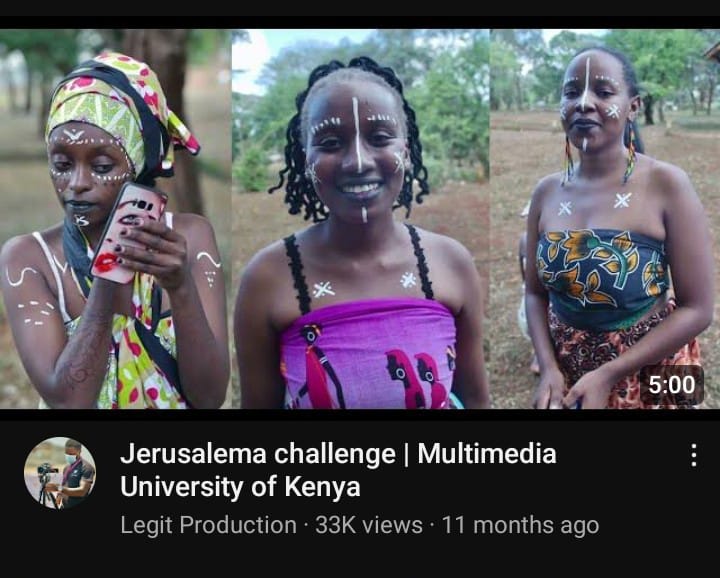 5:00
Jerusalema challenge | Multimedia
University of Kenya
Legit Production · 33K views · 11 months ago